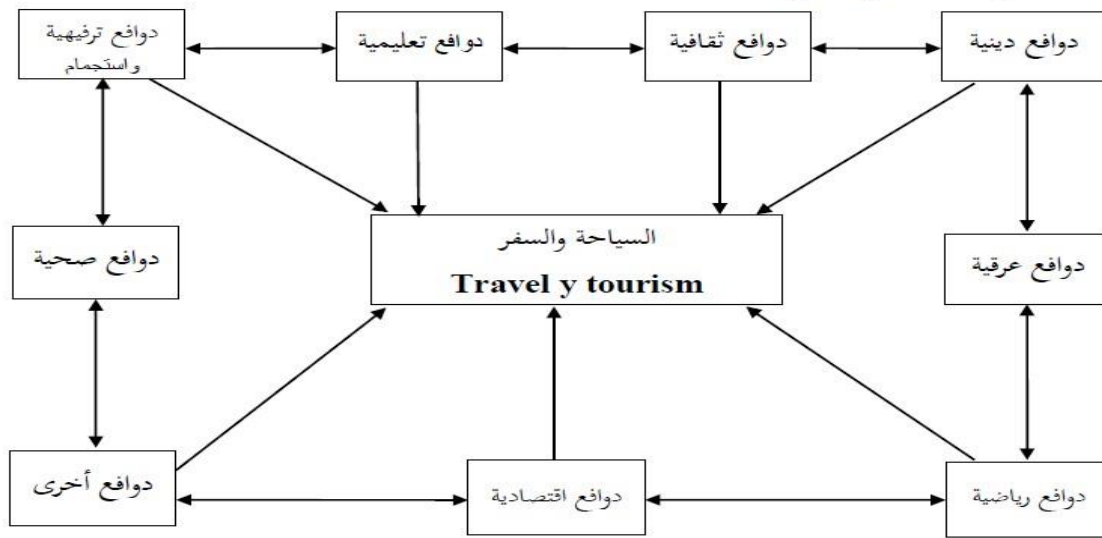 دوافع دينية
دوافع ثقافية
دوافع تعليمية
دوافع ترفيهية
واستجمام
السياحة والسفر
Travel y tourism
دوافع عرقية
دوافع صحية
دوافع رياضية
دوافع اقتصادية
دوافع أخرى